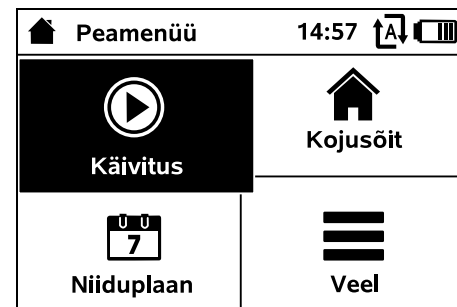 Peamenüü 14:57 A
Käivitus
Kojusõit
7
Niiduplaan
Veel